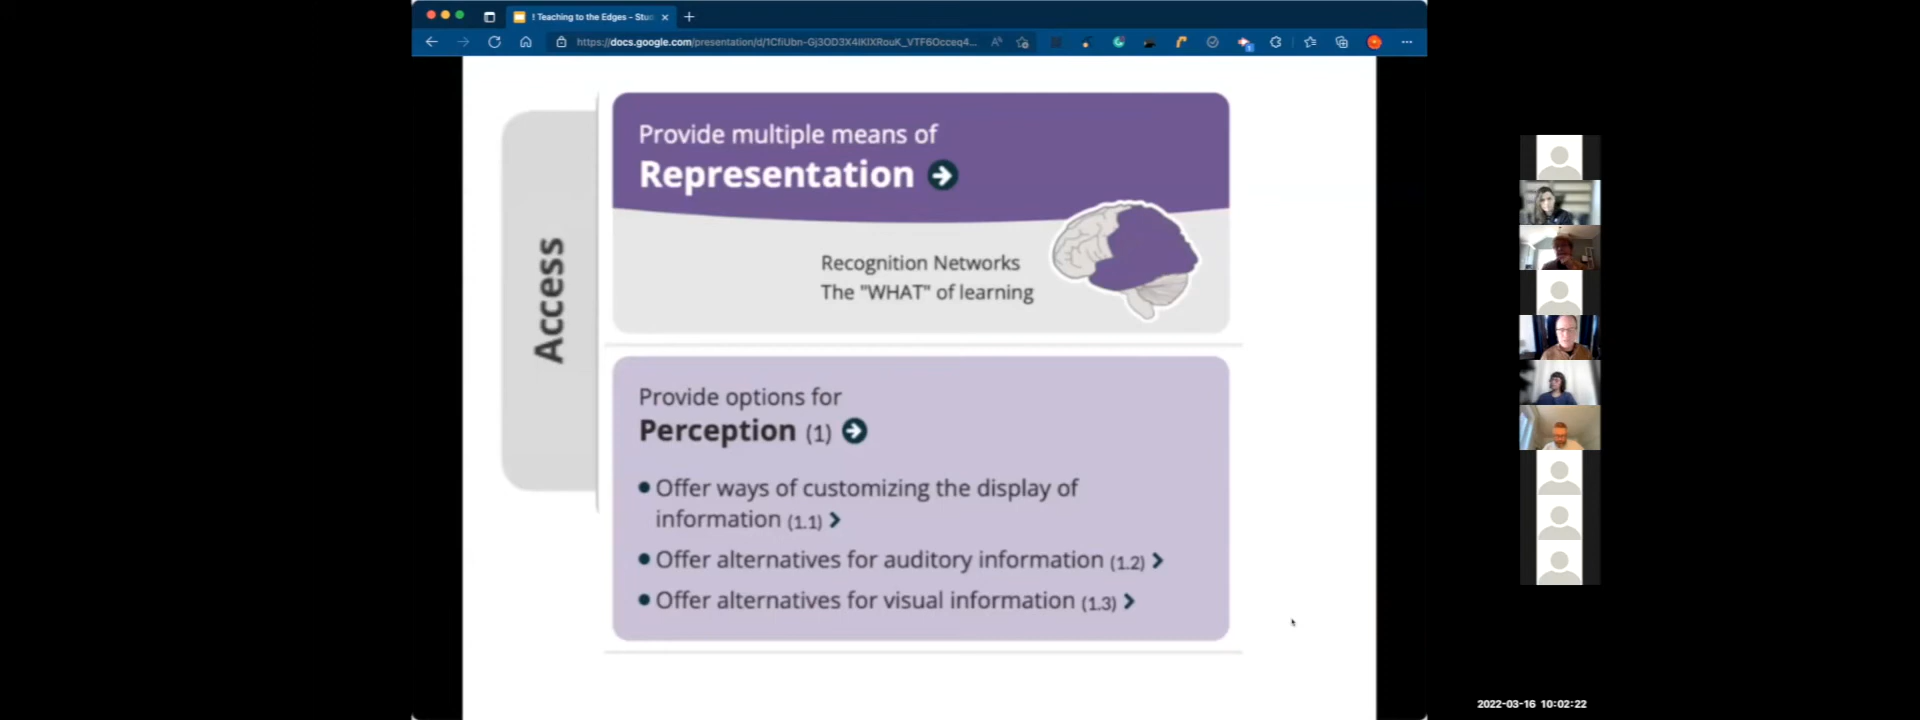 ! Teaching to the Edges - Stu
https://docs.google.com/presentation/d/
Provide multiple means of
Representation
Recognition Networks
The "WHAT" of learning
Access
Provide options for
Perception (1)
• Offer ways of customizing the display of
information (1.1)
• Offer alternatives for auditory information (1.2)
• Offer alternatives for visual information (1.3)
2022-03-16 10:02:22